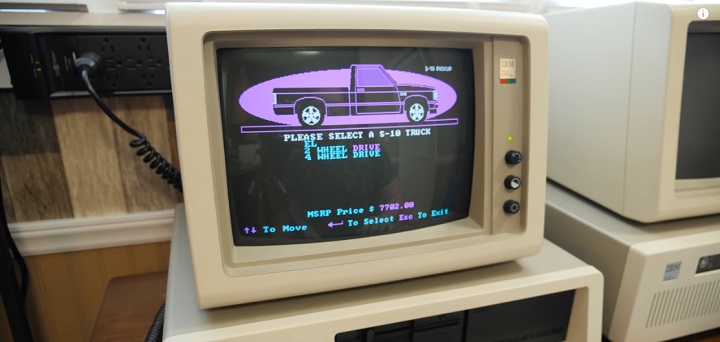 S-10 PICKUP
IBM
PLEASE SELECT A S-10 TRUCK
EL
2 WHEEL DRIVE
4 WHEEL DRIVE
MSRP Price $ 7702.00
↑↓ To Move ←┘ To Select Esc To Exit
IBM